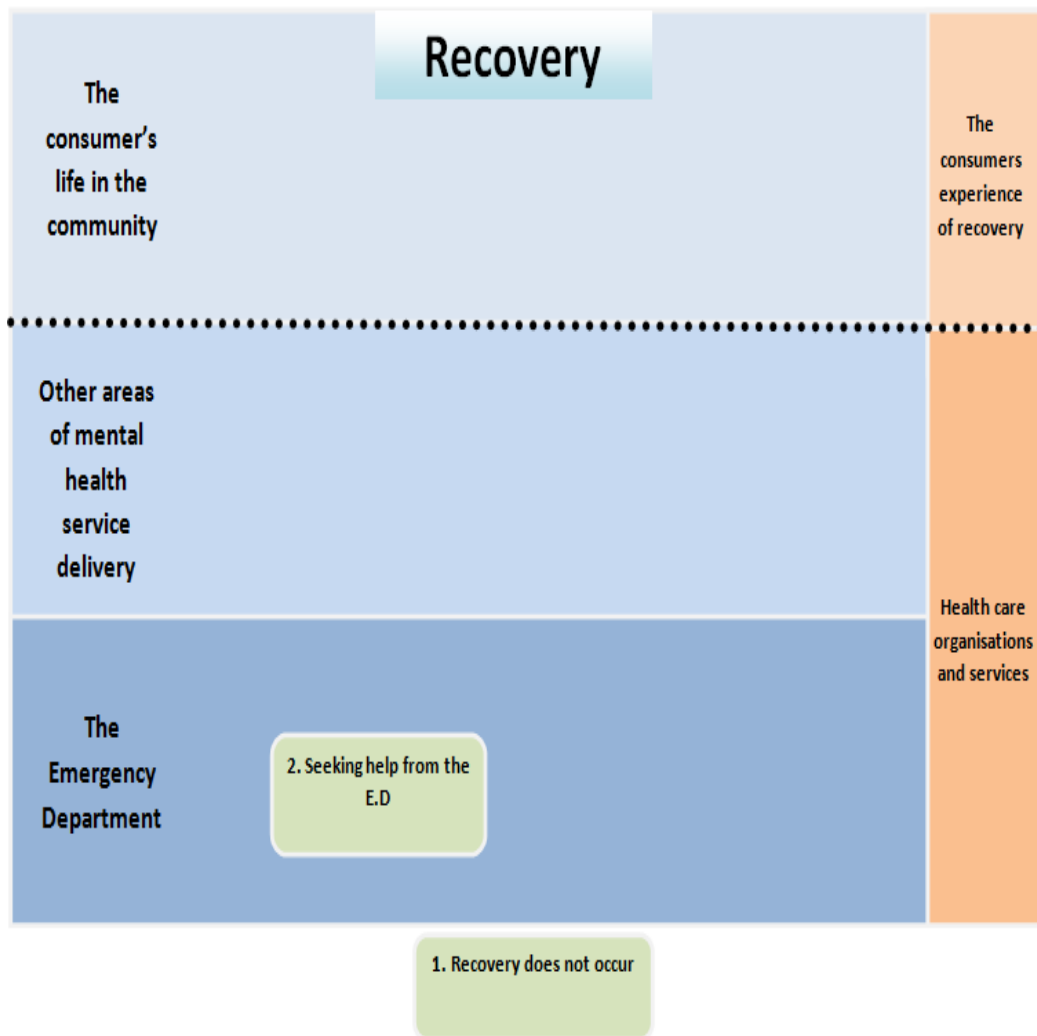 Recovery
The
consumer's
life in the
community
The
consumers
experience
of recovery
Other areas
of mental
health
service
delivery
Health care
organisations
and services
The
Emergency
Department
2. Seeking help from the
E.D
1. Recovery does not occur